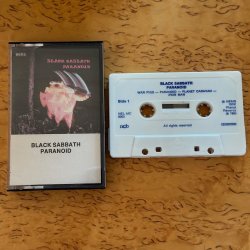 BLACK SABBATH
PARANOID
BLACK SABBATH
PARANOID
BLACK SABBATH
PARANOID
WAR PIGS — PARANOID — PLANET CARAVAN —
IRON MAN
Side 1
All rights reserved